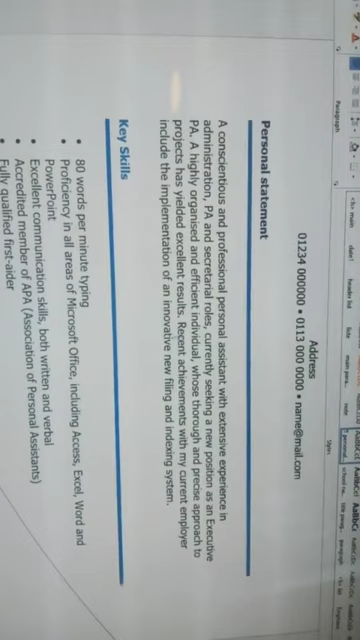 Paragraph
Styles
Address
01234 000000 • 0113 000 0000 • name@mail.com
Personal statement
A conscientious and professional personal assistant with extensive experience in
administration, PA and secretarial roles, currently seeking a new position as an Executive
PA. A highly organised and efficient individual, whose thorough and precise approach to
projects has yielded excellent results. Recent achievements with my current employer
include the implementation of an innovative new filing and indexing system.
Key Skills
• 80 words per minute typing
• Proficiency in all areas of Microsoft Office, including Access, Excel, Word and
PowerPoint
• Excellent communication skills, both written and verbal
• Accredited member of APA (Association of Personal Assistants)
• Fully qualified first-aider